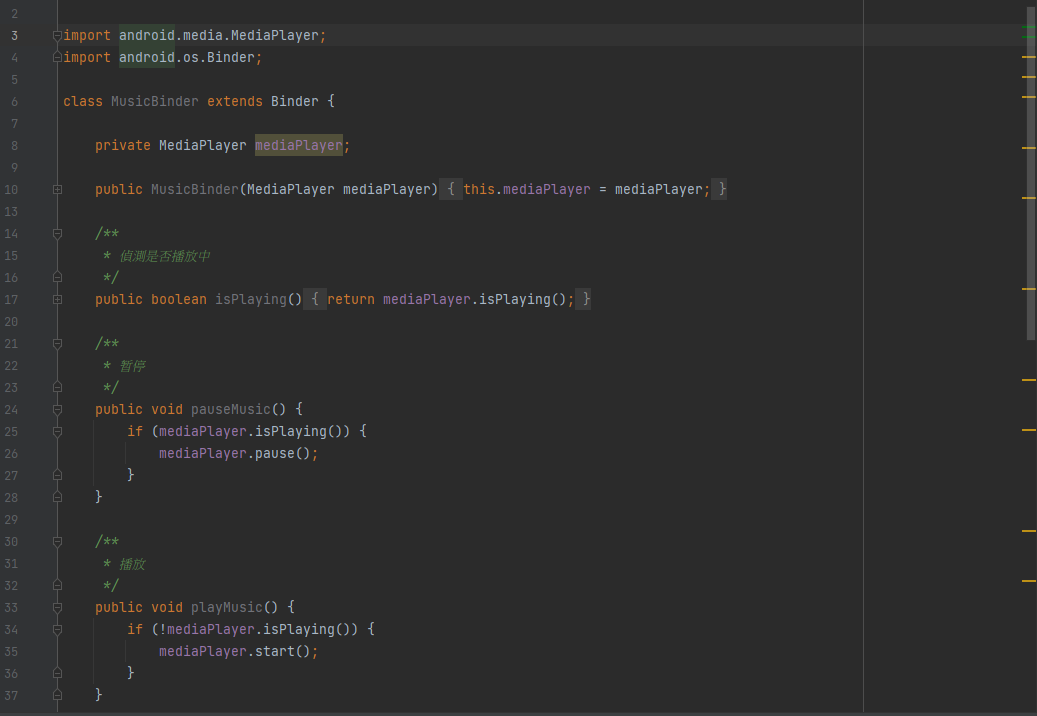 2
3 import android.media.MediaPlayer;
4 import android.os.Binder;
5
6 class MusicBinder extends Binder {
7
8     private MediaPlayer mediaPlayer;
9
10     public MusicBinder(MediaPlayer mediaPlayer) { this.mediaPlayer = mediaPlayer; }
13
14     /**
15      * 偵測是否播放中
16      */
17     public boolean isPlaying() { return mediaPlayer.isPlaying(); }
20
21     /**
22      * 暫停
23      */
24     public void pauseMusic() {
25         if (mediaPlayer.isPlaying()) {
26             mediaPlayer.pause();
27         }
28     }
29
30     /**
31      * 播放
32      */
33     public void playMusic() {
34         if (!mediaPlayer.isPlaying()) {
35             mediaPlayer.start();
36         }
37     }